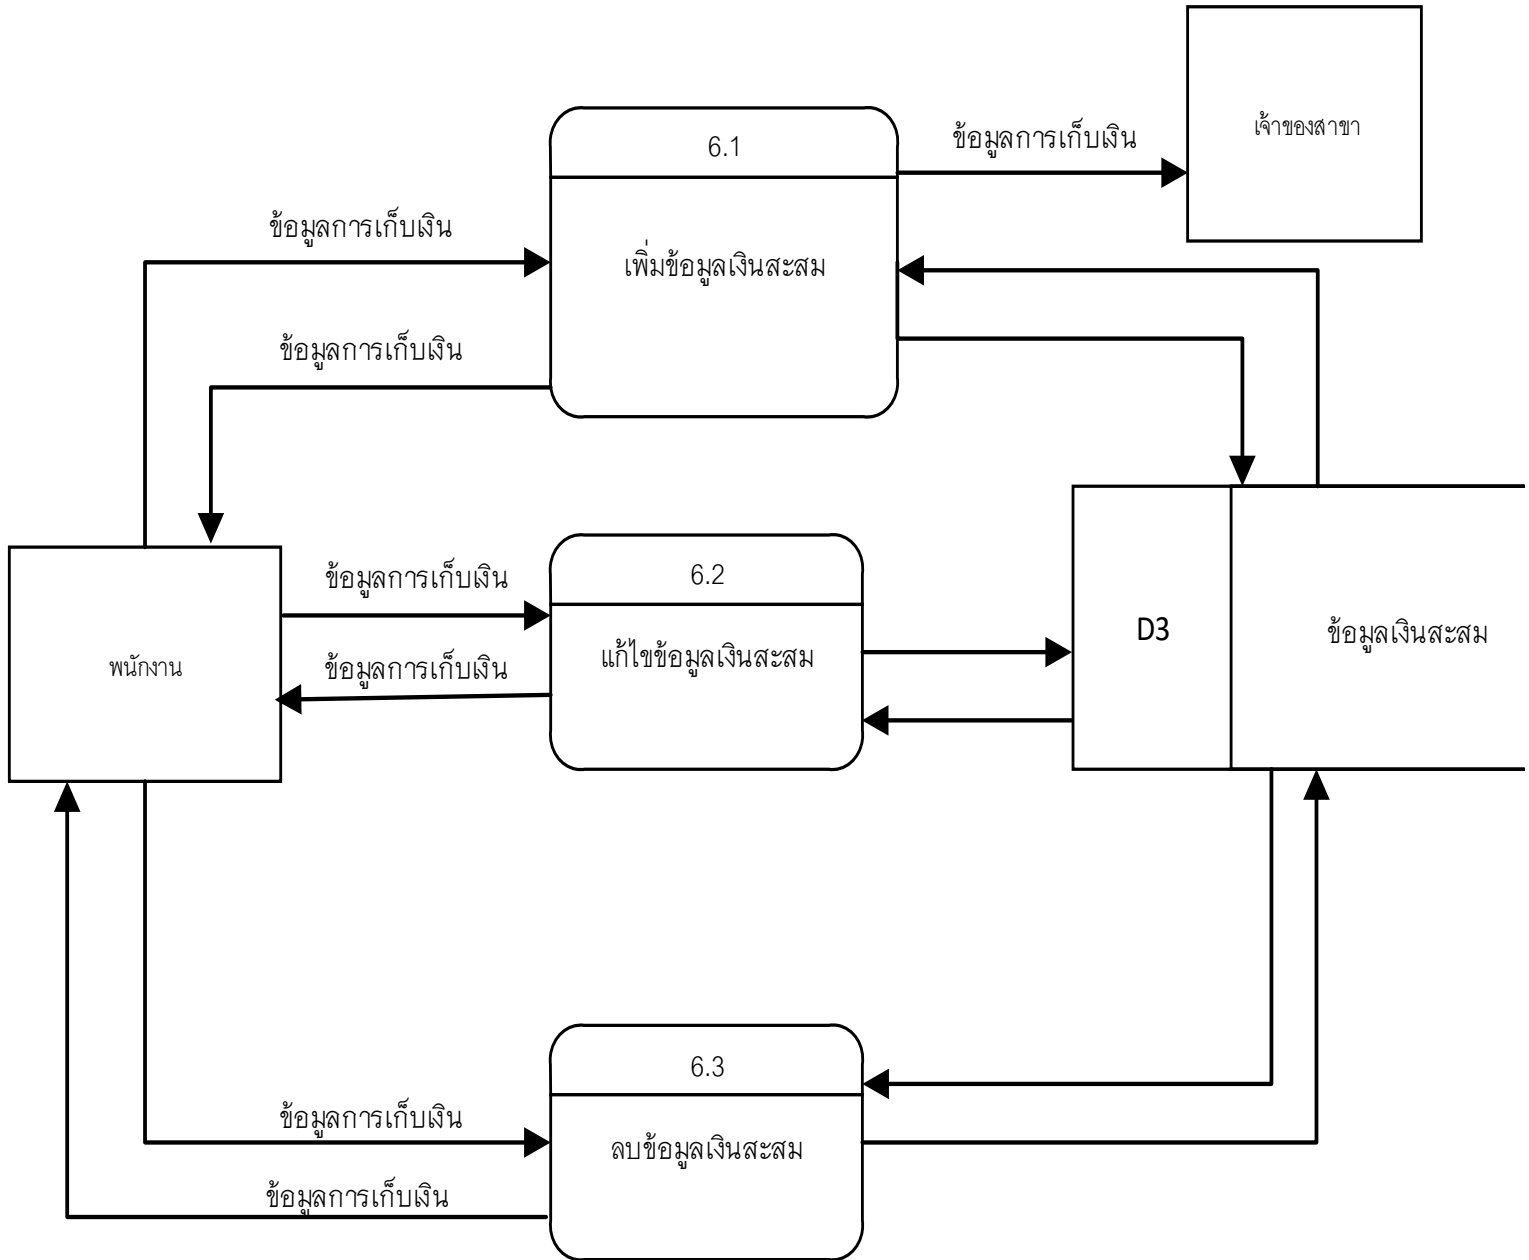 เจ้าของสาขา
6.1
ข้อมูลการเก็บเงิน
ข้อมูลการเก็บเงิน
เพิ่มข้อมูลเงินสะสม
ข้อมูลการเก็บเงิน
6.2
ข้อมูลการเก็บเงิน
D3
ข้อมูลเงินสะสม
แก้ไขข้อมูลเงินสะสม
พนักงาน
ข้อมูลการเก็บเงิน
6.3
ข้อมูลการเก็บเงิน
ลบข้อมูลเงินสะสม
ข้อมูลการเก็บเงิน